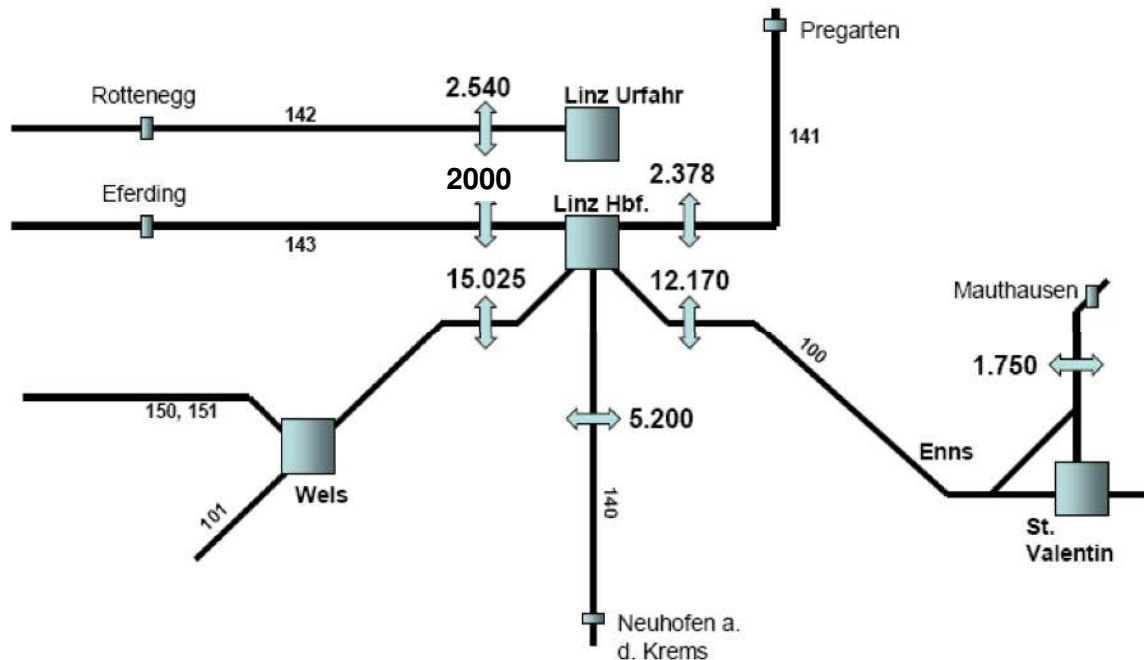 Pregarten
Rottenegg
2.540
Linz Urfahr
142
141
Eferding
2000
2.378
Linz Hbf.
143
15.025
12.170
Mauthausen
100
1.750
150, 151
5.200
Enns
Wels
101
140
St.
Valentin
Neuhofen a.
d. Krems